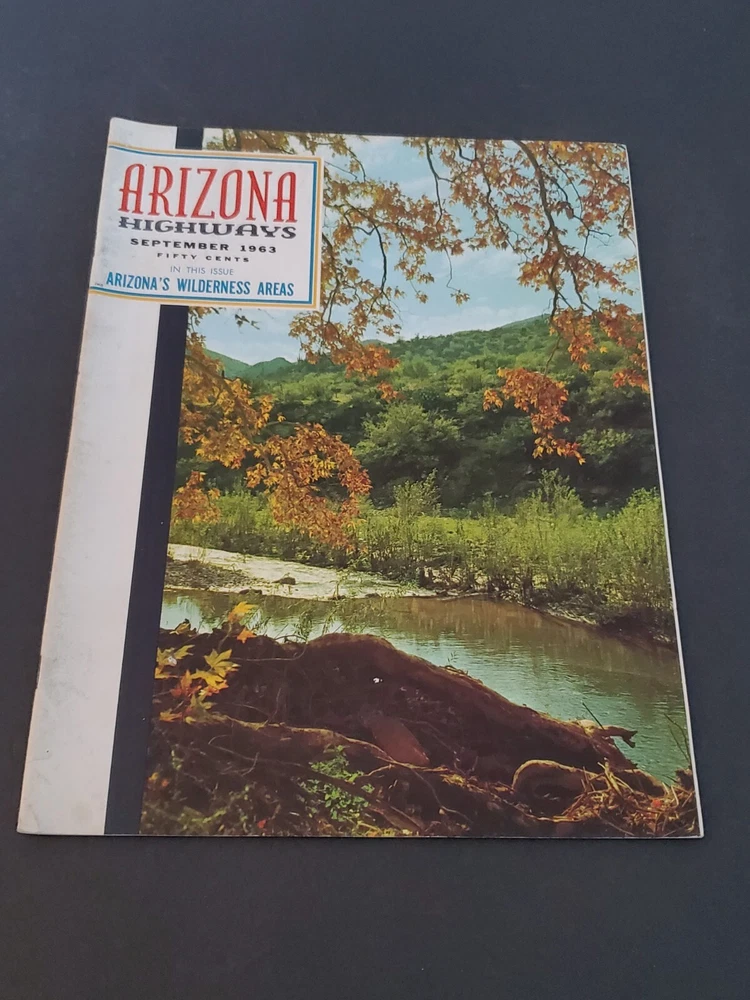 ARIZONA
HIGHWAYS
SEPTEMBER 1963
FIFTY CENTS
IN THIS ISSUE
ARIZONA'S WILDERNESS AREAS